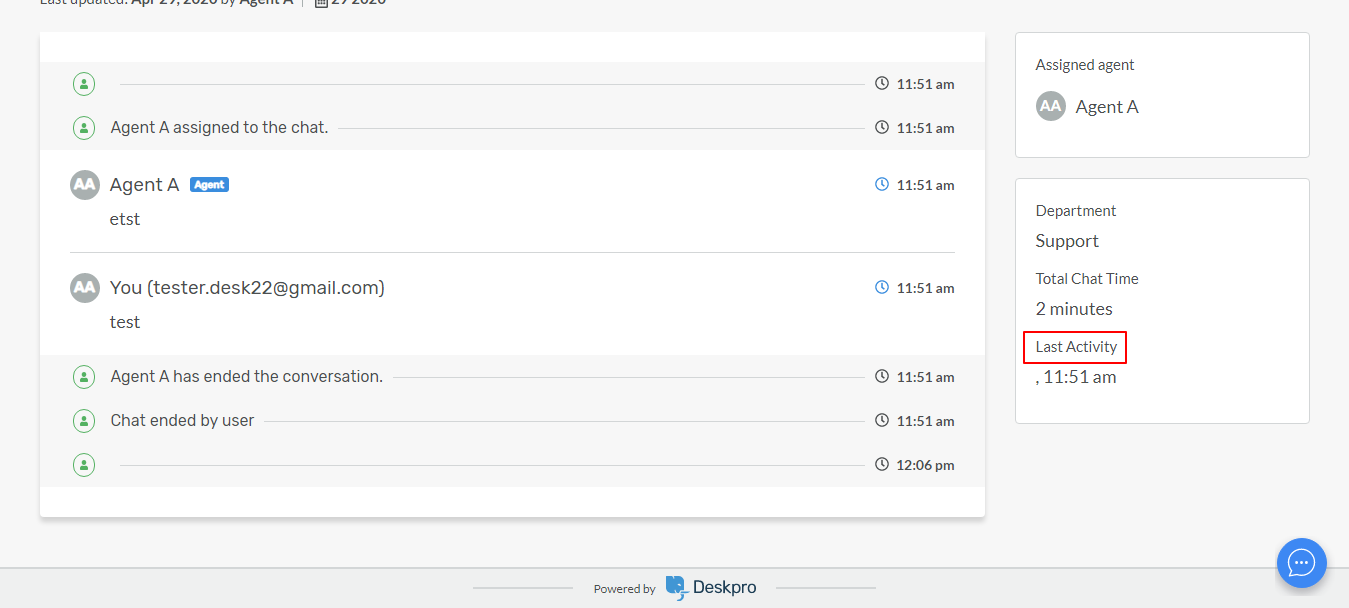 Last updated: Apr 29, 2020 by Agent A | 29 2020
11:51 am
Agent A assigned to the chat. 11:51 am
AA Agent A Agent 11:51 am
etst
AA You (tester.desk22@gmail.com) 11:51 am
test
Agent A has ended the conversation. 11:51 am
Chat ended by user 11:51 am
12:06 pm
Assigned agent
AA Agent A
Department
Support
Total Chat Time
2 minutes
Last Activity
, 11:51 am
Powered by Deskpro